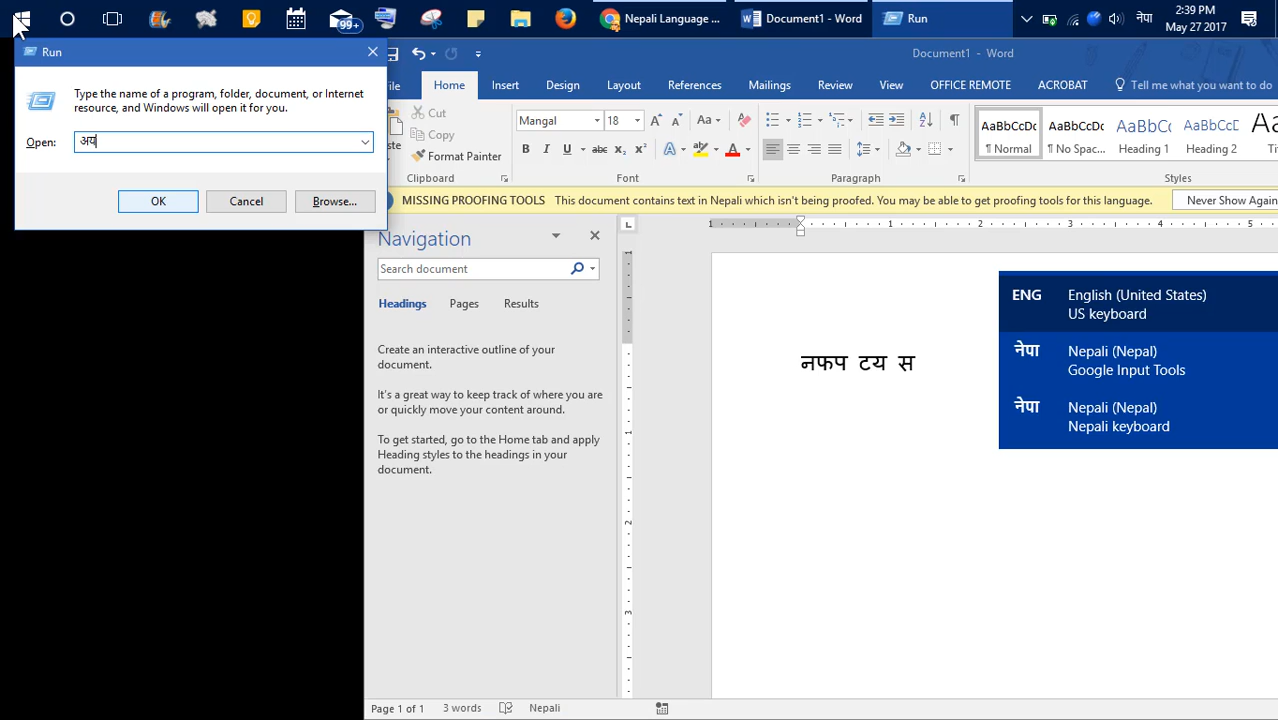 99+
Nepali Language ...
Document1 - Word
Run
नेपा
2:39 PM
May 27 2017
Run
Type the name of a program, folder, document, or Internet
resource, and Windows will open it for you.
Open:
अय
OK
Cancel
Browse...
Document1 - Word
File
Home
Insert
Design
Layout
References
Mailings
Review
View
OFFICE REMOTE
ACROBAT
Tell me what you want to do
Cut
Copy
Format Painter
Mangal
18
Aa
AaBbCcDc
AaBbCcDc
AaBbCc
AaBbCcD
¶ Normal
¶ No Spac...
Heading 1
Heading 2
Clipboard
Font
Paragraph
Styles
MISSING PROOFING TOOLS This document contains text in Nepali which isn't being proofed. You may be able to get proofing tools for this language.
Never Show Again
Navigation
Search document
Headings
Pages
Results
Create an interactive outline of your
document.
It's a great way to keep track of where you are
or quickly move your content around.
To get started, go to the Home tab and apply
Heading styles to the headings in your
document.
नफप टय स
ENG English (United States)
US keyboard
नेपा Nepali (Nepal)
Google Input Tools
नेपा Nepali (Nepal)
Nepali keyboard
Page 1 of 1
3 words
Nepali